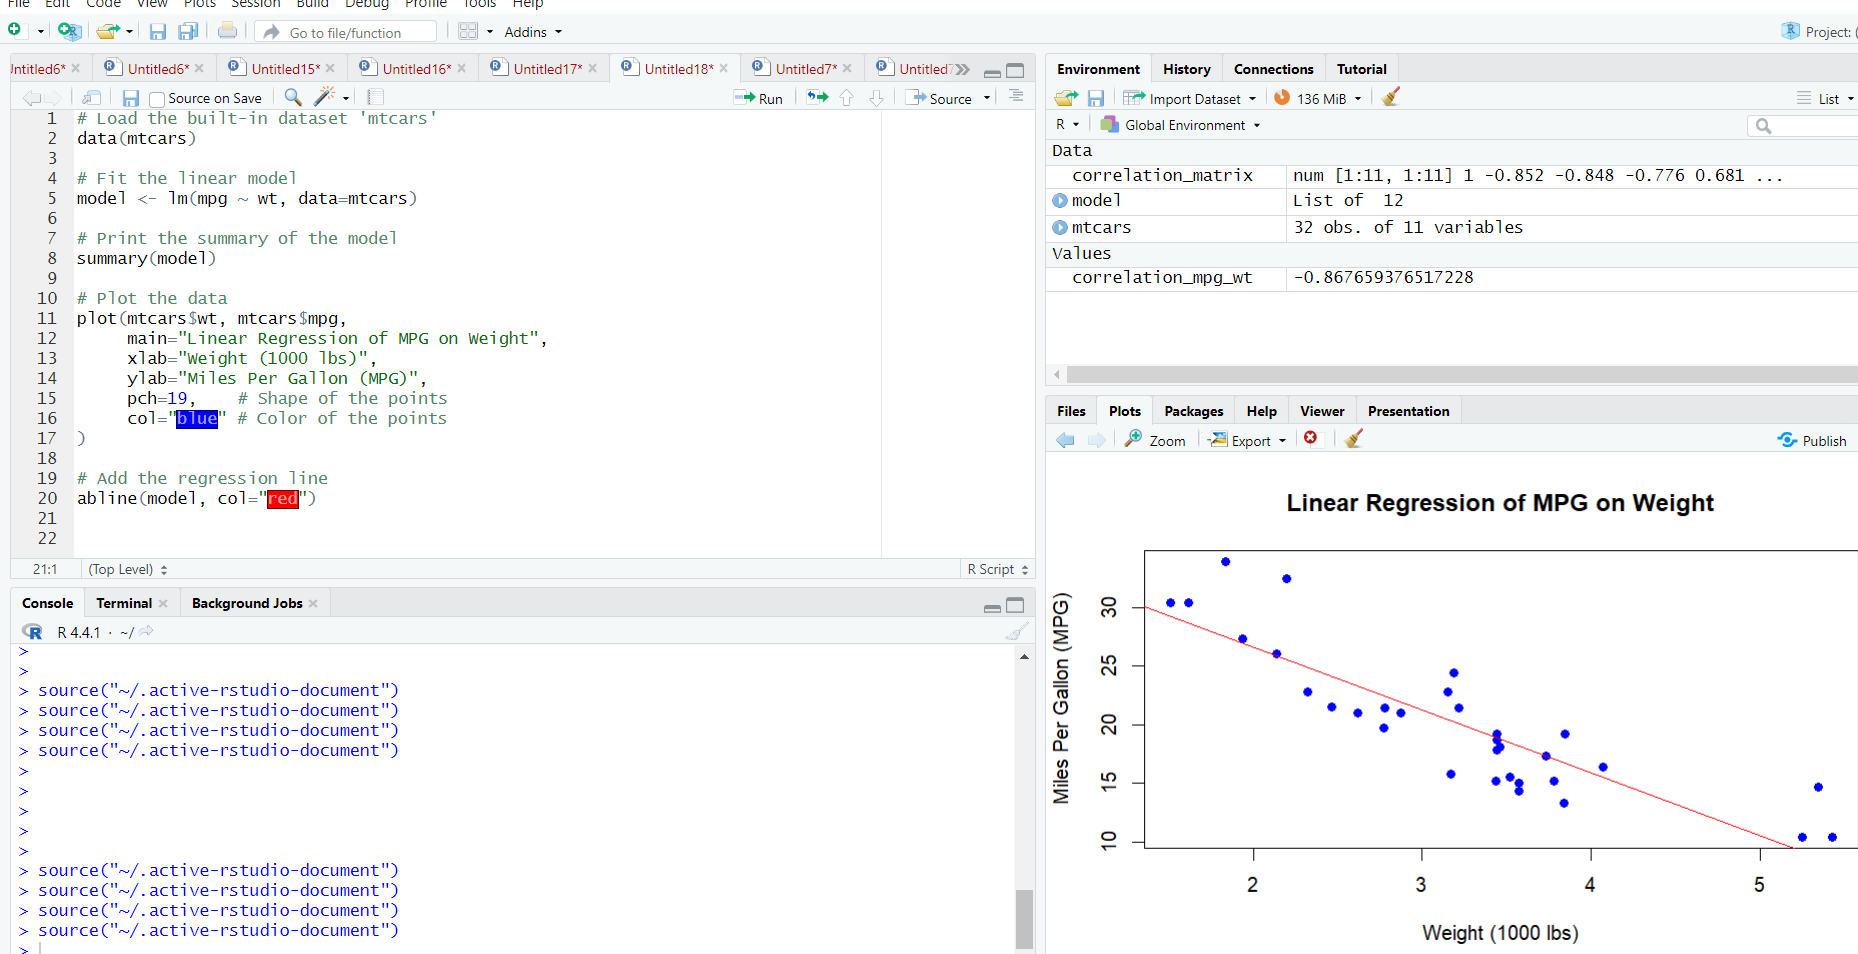 File Edit Code View Plots Session Build Debug Profile Tools Help
Go to file/function Addins Project:
ntitled6* Untitled6* Untitled15* Untitled16* Untitled17* Untitled18* Untitled7* Untitled7
Source on Save Run Source
1 # Load the built-in dataset 'mtcars'
2 data(mtcars)
3
4 # Fit the linear model
5 model <- lm(mpg ~ wt, data=mtcars)
6
7 # Print the summary of the model
8 summary(model)
9
10 # Plot the data
11 plot(mtcars$wt, mtcars$mpg,
12 main="Linear Regression of MPG on Weight",
13 xlab="Weight (1000 lbs)",
14 ylab="Miles Per Gallon (MPG)",
15 pch=19, # Shape of the points
16 col="blue" # Color of the points
17 )
18
19 # Add the regression line
20 abline(model, col="red")
21
22
21:1 (Top Level) R Script
Console Terminal Background Jobs
R 4.4.1 · ~/
>
>
> source("~/.active-rstudio-document")
> source("~/.active-rstudio-document")
> source("~/.active-rstudio-document")
> source("~/.active-rstudio-document")
>
>
>
>
>
> source("~/.active-rstudio-document")
> source("~/.active-rstudio-document")
> source("~/.active-rstudio-document")
> source("~/.active-rstudio-document")
>
Environment History Connections Tutorial
Import Dataset 136 MiB List
R Global Environment
Data
correlation_matrix num [1:11, 1:11] 1 -0.852 -0.848 -0.776 0.681 ...
model List of 12
mtcars 32 obs. of 11 variables
Values
correlation_mpg_wt -0.867659376517228
Files Plots Packages Help Viewer Presentation
Zoom Export Publish
Linear Regression of MPG on Weight
Miles Per Gallon (MPG)
30
25
20
15
10
2 3 4 5
Weight (1000 lbs)